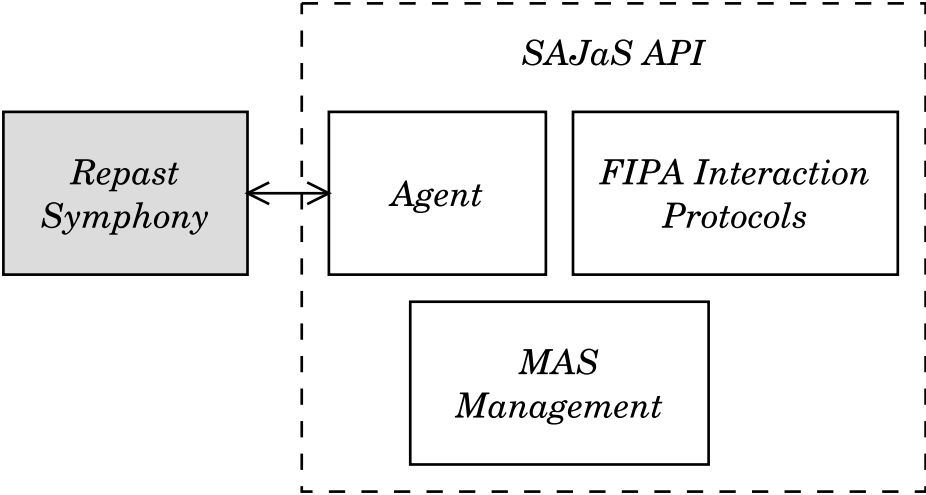 SAJaS API
Repast
Symphony
Agent
FIPA Interaction
Protocols
MAS
Management